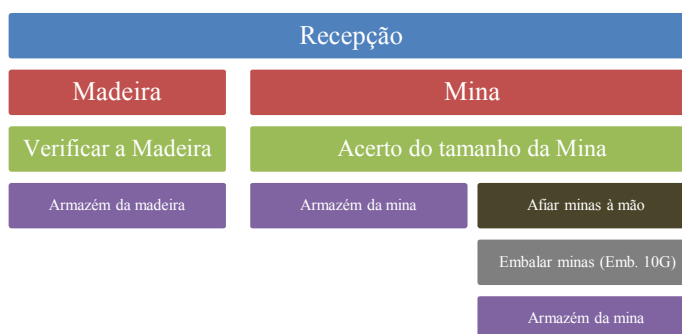 Recepção
Madeira
Mina
Verificar a Madeira
Acerto do tamanho da Mina
Armazém da madeira
Armazém da mina
Afiar minas à mão
Embalar minas (Emb. 10G)
Armazém da mina